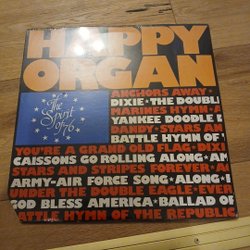 HAPPY
ORGAN
The
Spirit
of '76
ANCHORS AWAY ★
DIXIE ★ THE DOUBL
MARINES HYMN ★ A
YANKEE DOODLE D
DANDY ★ STARS AN
BATTLE HYMN OF
YOU'RE A GRAND OLD FLAG ★ DIXI
CAISSONS GO ROLLING ALONG ★ AN
STARS AND STRIPES FOREVER ★ A
ARMY-AIR FORCE SONG ★ ALONG
UNDER THE DOUBLE EAGLE ★ EVER
GOD BLESS AMERICA ★ BALLAD OF
BATTLE HYMN OF THE REPUBLIC